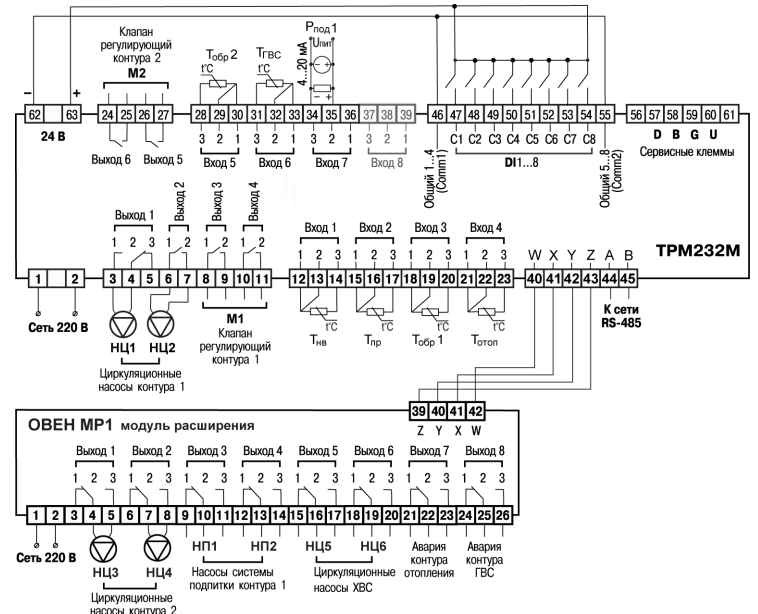 Клапан
регулирующий
контура 2
М2
Тобр 2
ТГВС
Рпод 1
Uпит
4...20 мА
t°C
t°C
– +
– +
62 63 24 25 26 27 28 29 30 31 32 33 34 35 36 37 38 39 46 47 48 49 50 51 52 53 54 55 56 57 58 59 60 61
24 В
Выход 6 Выход 5
3 2 1 3 2 1 3 2 1 3 2 1
Вход 5 Вход 6 Вход 7 Вход 8
Общий 1...4
(Comm1)
C1 C2 C3 C4 C5 C6 C7 C8
DI1...8
Общий 5...8
(Comm2)
D B G U
Сервисные клеммы
Выход 1 Выход 2 Выход 3 Выход 4
1 2 3 1 2 1 2 1 2
Вход 1 Вход 2 Вход 3 Вход 4
1 2 3 1 2 3 1 2 3 1 2 3
W X Y Z A B
ТРМ232М
1 2 3 4 5 6 7 8 9 10 11 12 13 14 15 16 17 18 19 20 21 22 23 40 41 42 43 44 45
Сеть 220 В
НЦ1 НЦ2
Циркуляционные
насосы контура 1
М1
Клапан
регулирующий
контура 1
t°C t°C t°C t°C
Тнв Тпр Тобр 1 Тотоп
К сети
RS-485
39 40 41 42
Z Y X W
ОВЕН МР1 модуль расширения
Выход 1 Выход 2 Выход 3 Выход 4 Выход 5 Выход 6 Выход 7 Выход 8
1 2 3 1 2 3 1 2 3 1 2 3 1 2 3 1 2 3 1 2 3 1 2 3
1 2 3 4 5 6 7 8 9 10 11 12 13 14 15 16 17 18 19 20 21 22 23 24 25 26
Сеть 220 В
НЦ3 НЦ4
Циркуляционные
насосы контура 2
НП1 НП2
Насосы системы
подпитки контура 1
НЦ5 НЦ6
Циркуляционные
насосы ХВС
Авария
контура
отопления
Авария
контура
ГВС